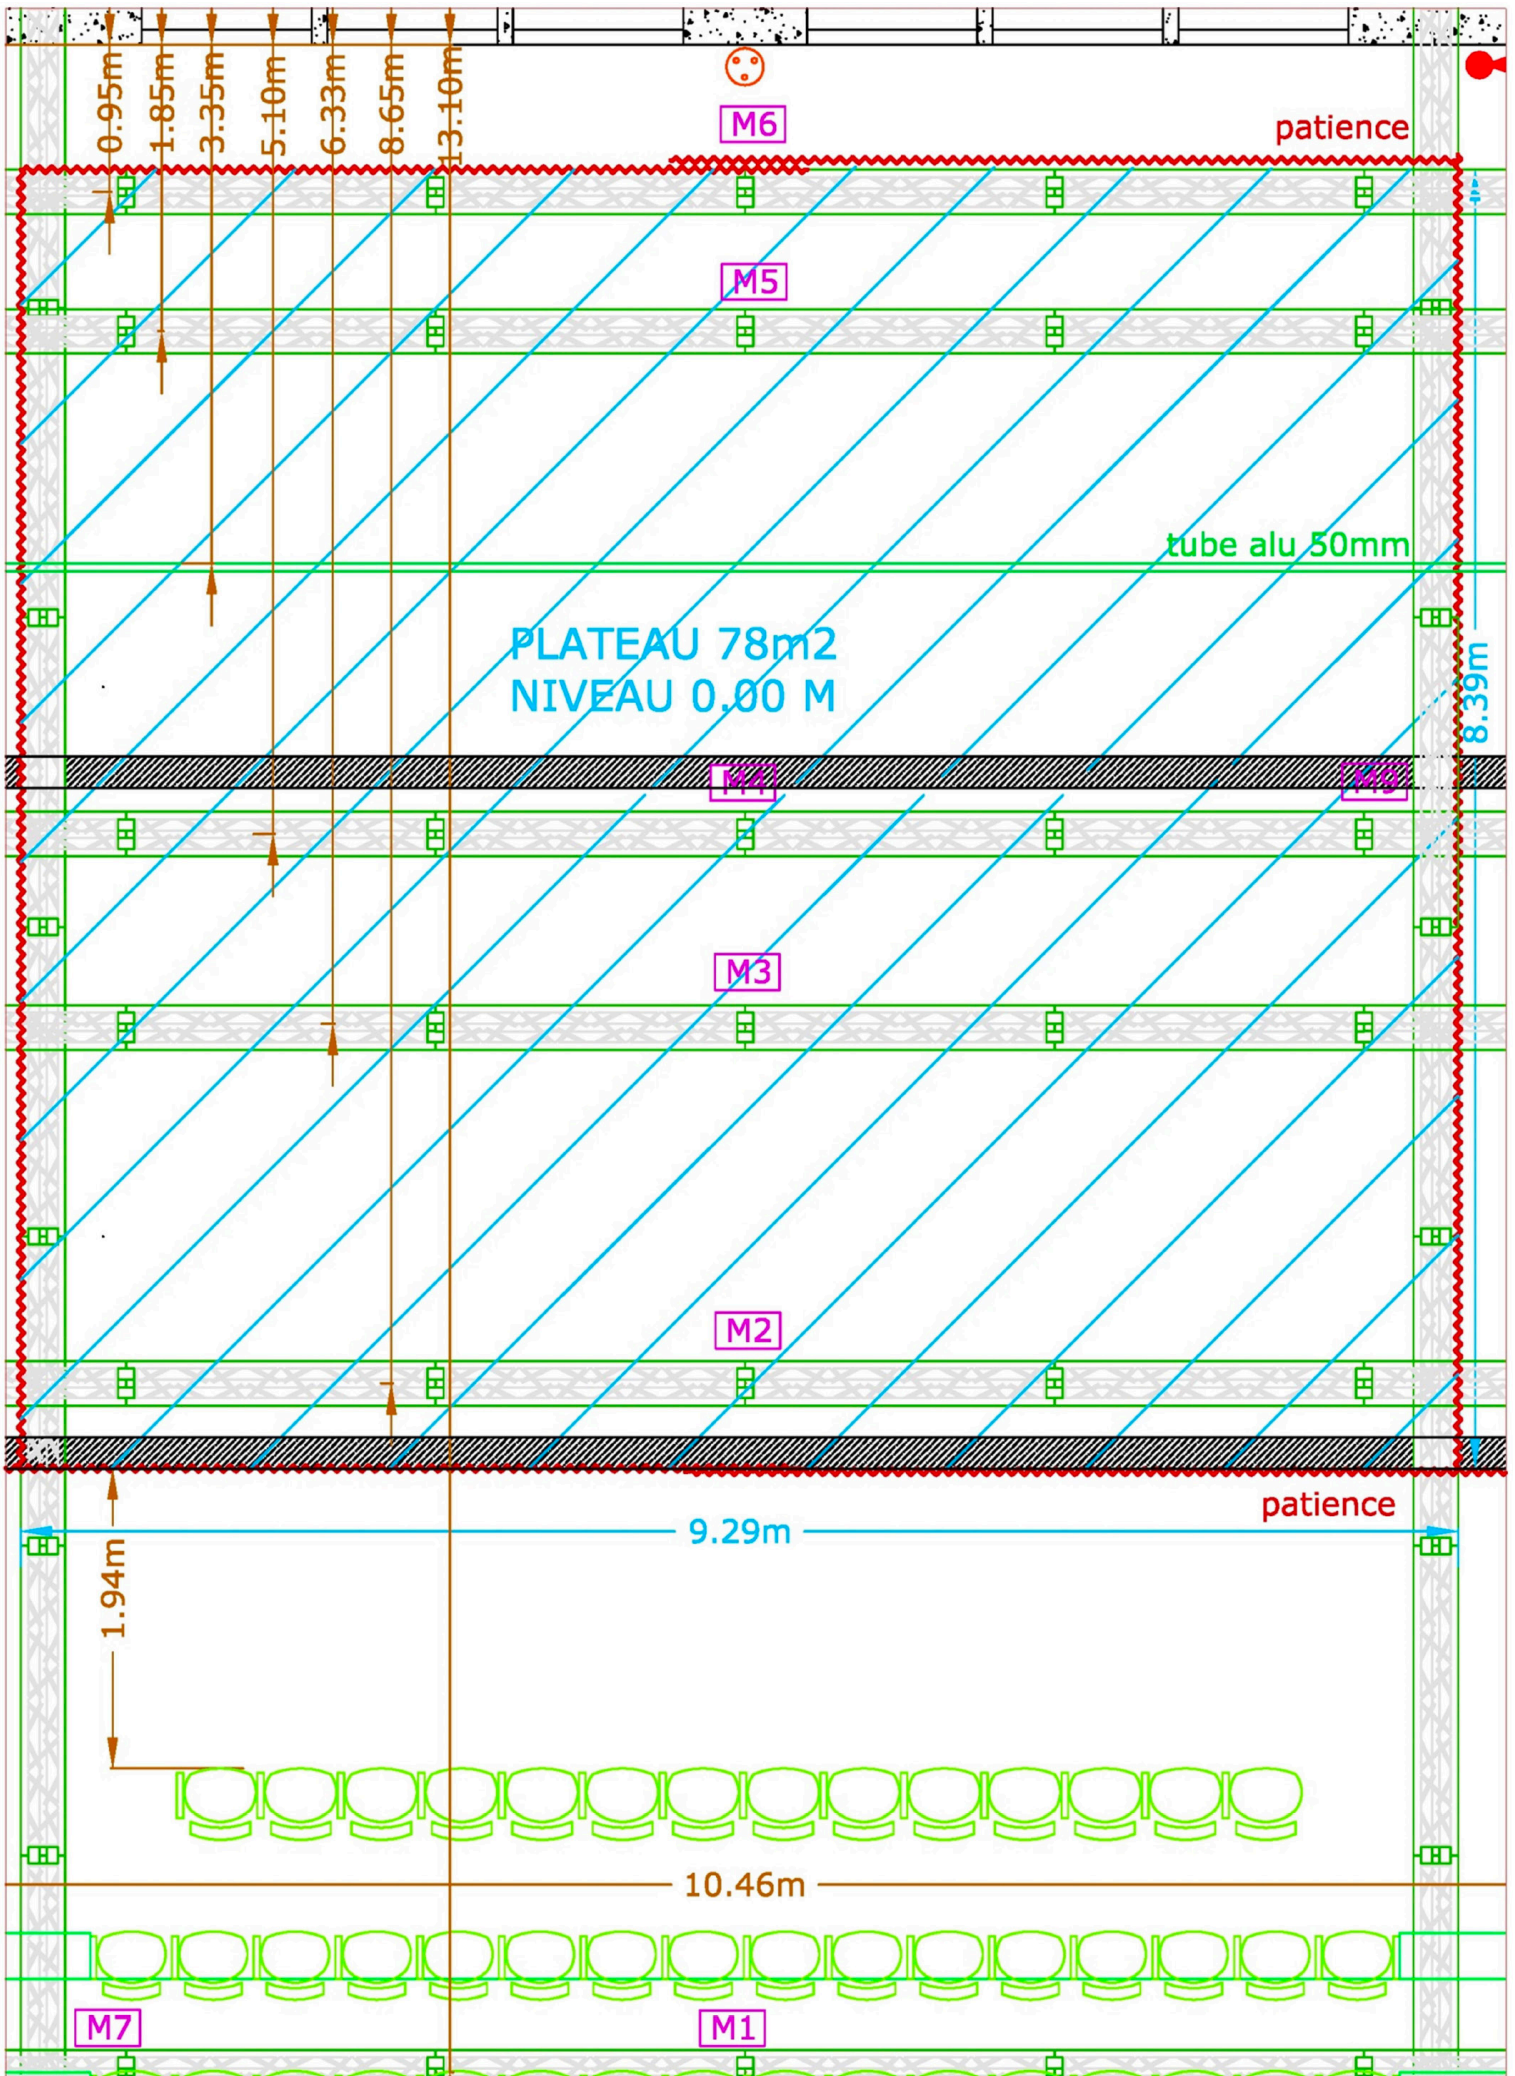 0.95m
1.85m
3.35m
5.10m
6.33m
8.65m
13.10m
M6
patience
M5
tube alu 50mm
PLATEAU 78m2
NIVEAU 0.00 M
8.39m
M4
M9
M3
M2
patience
9.29m
1.94m
10.46m
M7
M1